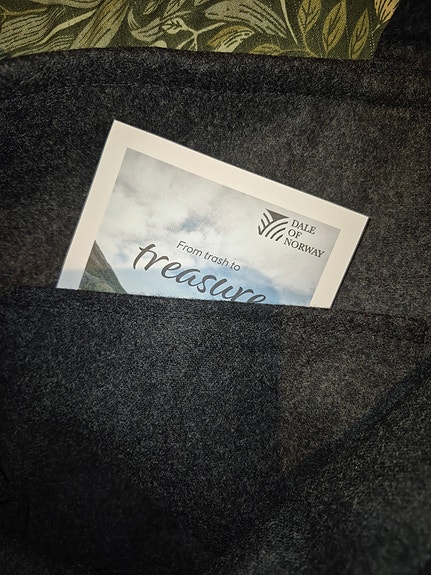 DALE
OF
NORWAY
From trash to
treasure